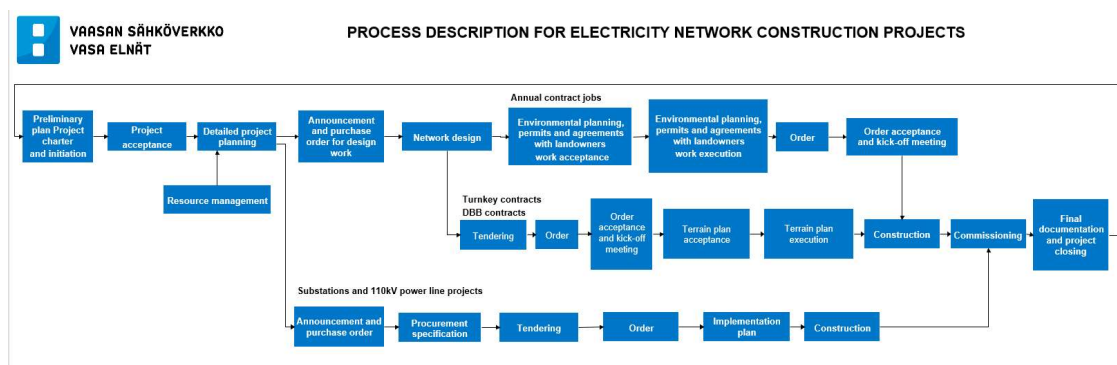 VAASAN SÄHKÖVERKKO
VASA ELNÄT
PROCESS DESCRIPTION FOR ELECTRICITY NETWORK CONSTRUCTION PROJECTS
Annual contract jobs
Preliminary
plan Project
charter
and initiation
Project
acceptance
Detailed project
planning
Announcement
and purchase
order for design
work
Network design
Environmental planning,
permits and agreements
with landowners
work acceptance
Environmental planning,
permits and agreements
with landowners
work execution
Order
Order acceptance
and kick-off meeting
Resource management
Turnkey contracts
DBB contracts
Tendering
Order
Order
acceptance
and kick-off
meeting
Terrain plan
acceptance
Terrain plan
execution
Construction
Commissioning
Final
documentation
and project
closing
Substations and 110kV power line projects
Announcement and
purchase order
Procurement
specification
Tendering
Order
Implementation
plan
Construction